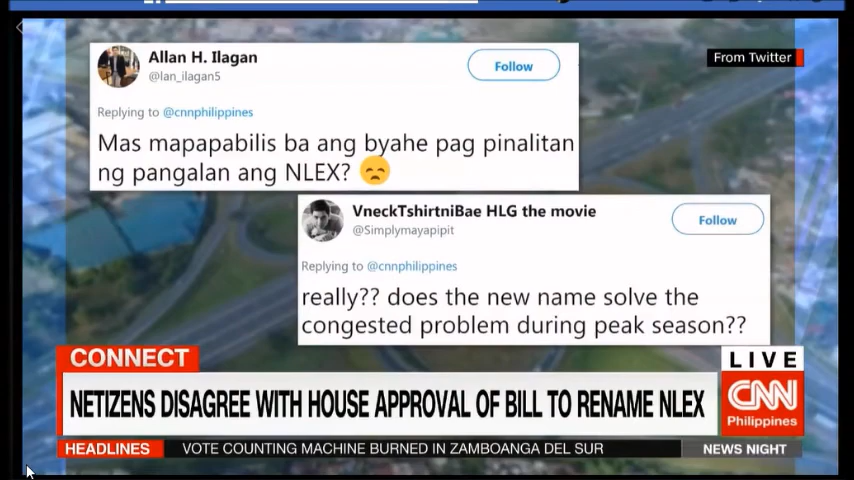 From Twitter
Allan H. Ilagan
@lan_ilagan5
Follow
Replying to @cnnphilippines
Mas mapapabilis ba ang byahe pag pinalitan
ng pangalan ang NLEX? 😞
VneckTshirtniBae HLG the movie
@Simplymayapipit
Follow
Replying to @cnnphilippines
really?? does the new name solve the
congested problem during peak season??
CONNECT
NETIZENS DISAGREE WITH HOUSE APPROVAL OF BILL TO RENAME NLEX
LIVE
CNN
Philippines
HEADLINES VOTE COUNTING MACHINE BURNED IN ZAMBOANGA DEL SUR NEWS NIGHT